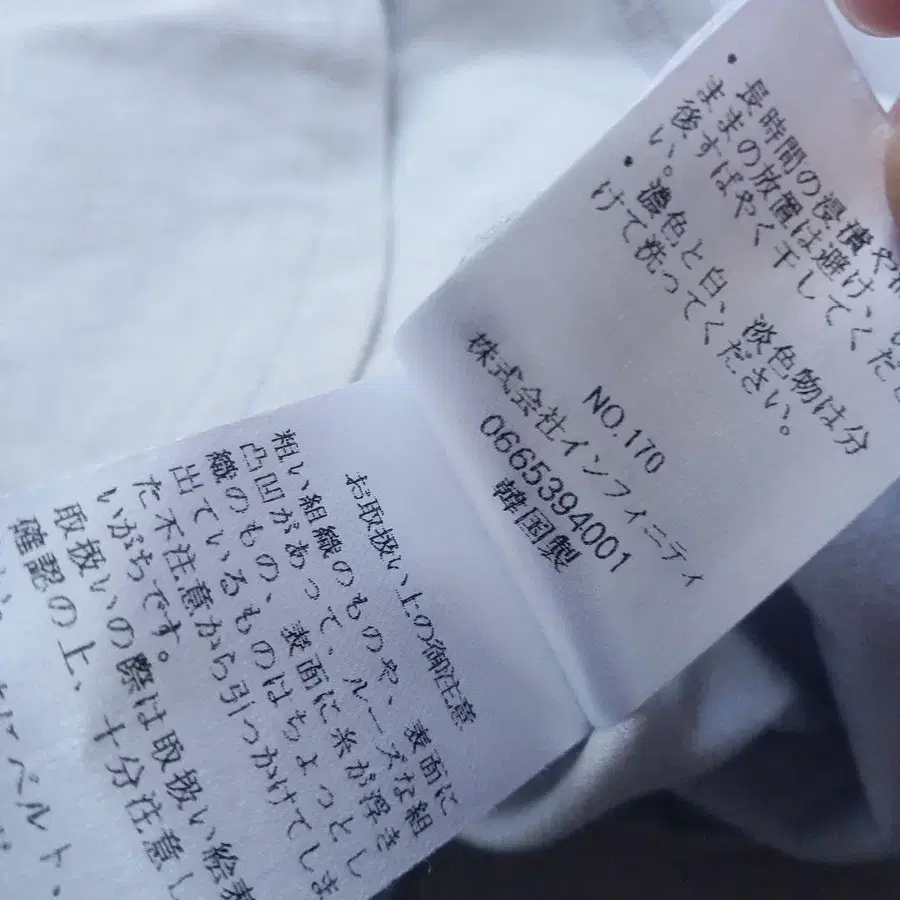 • 長時間の浸漬や
ままの放置は避け、
後すばやく干してくださ
い。
• 濃色と白、淡色物は分
けて洗ってください。
NO.170
株式会社インフィニティ
0665394001
韓国製
お取扱い上の御注意
粗い組織のものや、表面に
凸凹があって、ルーズな組
織のもの、表面に糸が浮き
出ているものはちょっとし
た不注意から引っかけてしま
いがちです。
取扱いの際は取扱い絵表
確認の上、十分注意し
ベルト、